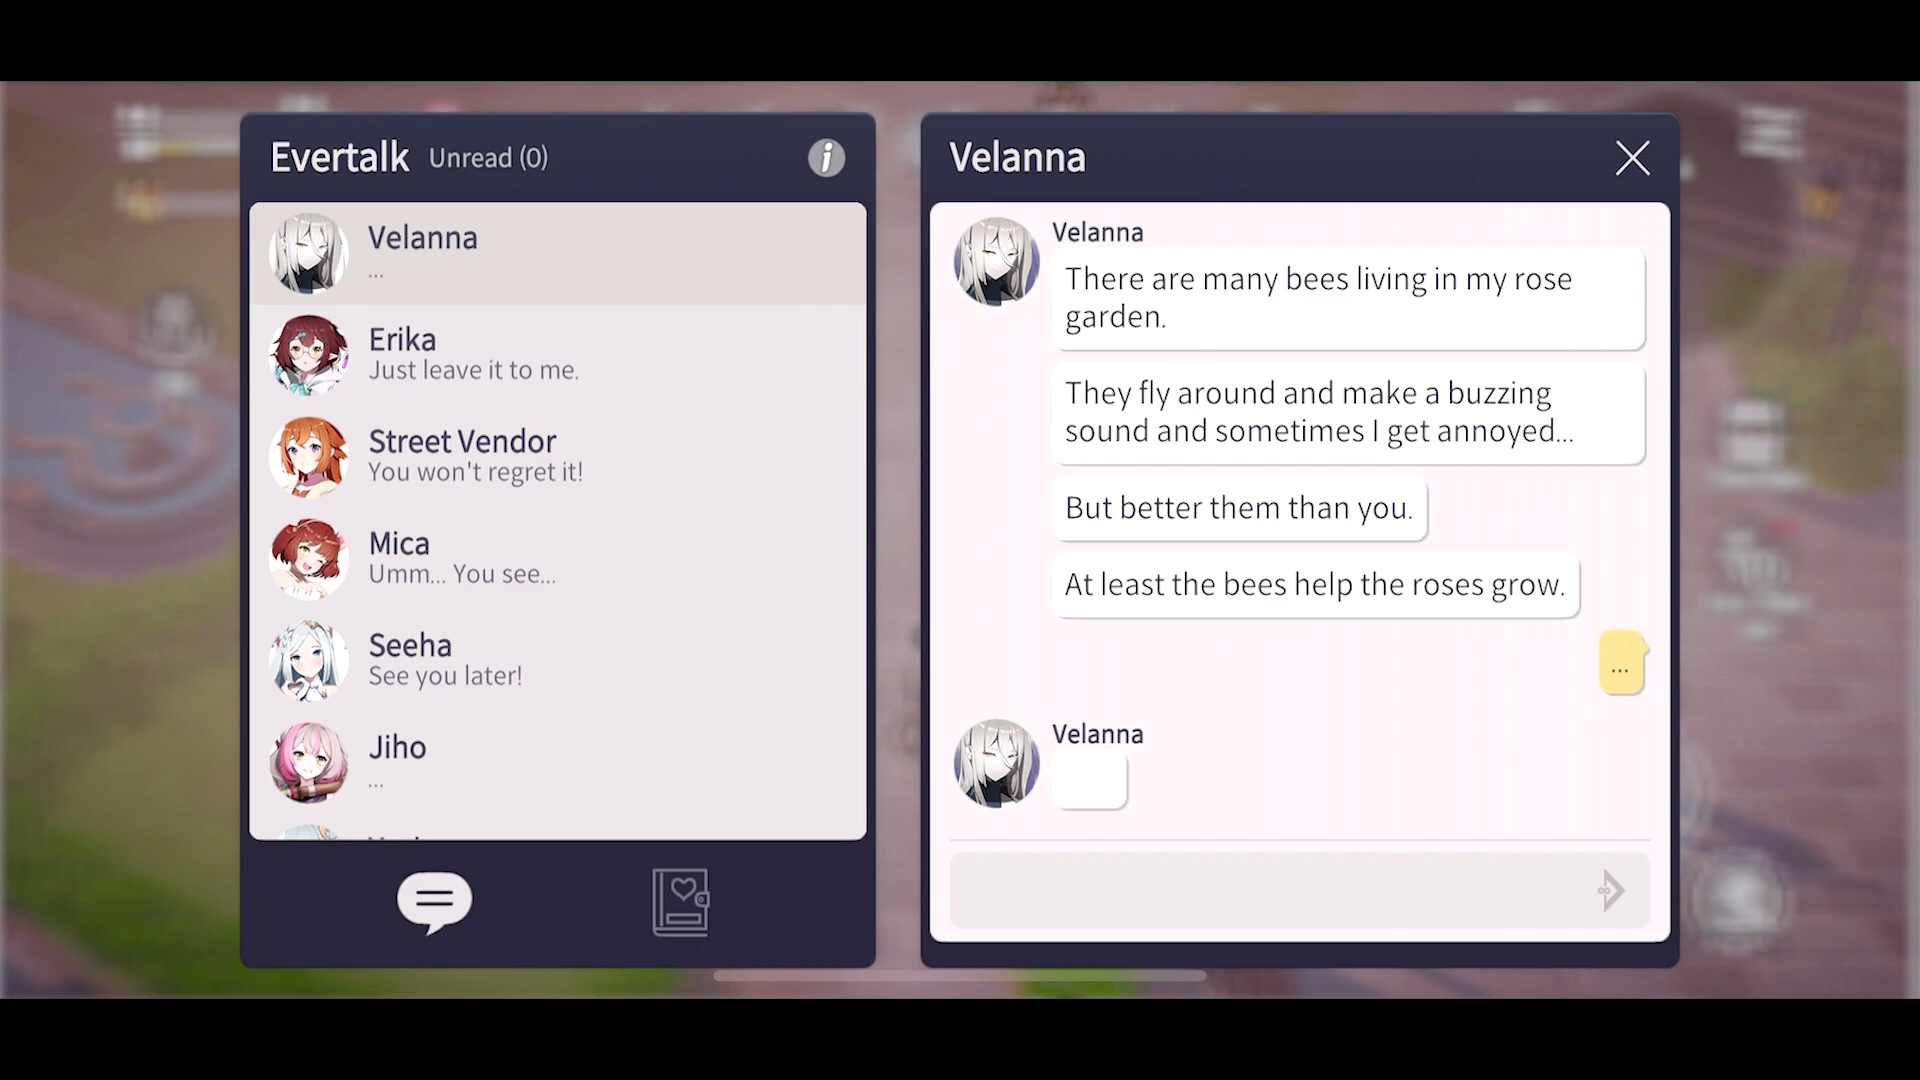 Evertalk Unread (0)
Velanna
...
Erika
Just leave it to me.
Street Vendor
You won't regret it!
Mica
Umm... You see...
Seeha
See you later!
Jiho
...
Velanna
Velanna
There are many bees living in my rose
garden.
They fly around and make a buzzing
sound and sometimes I get annoyed...
But better them than you.
At least the bees help the roses grow.
...
Velanna